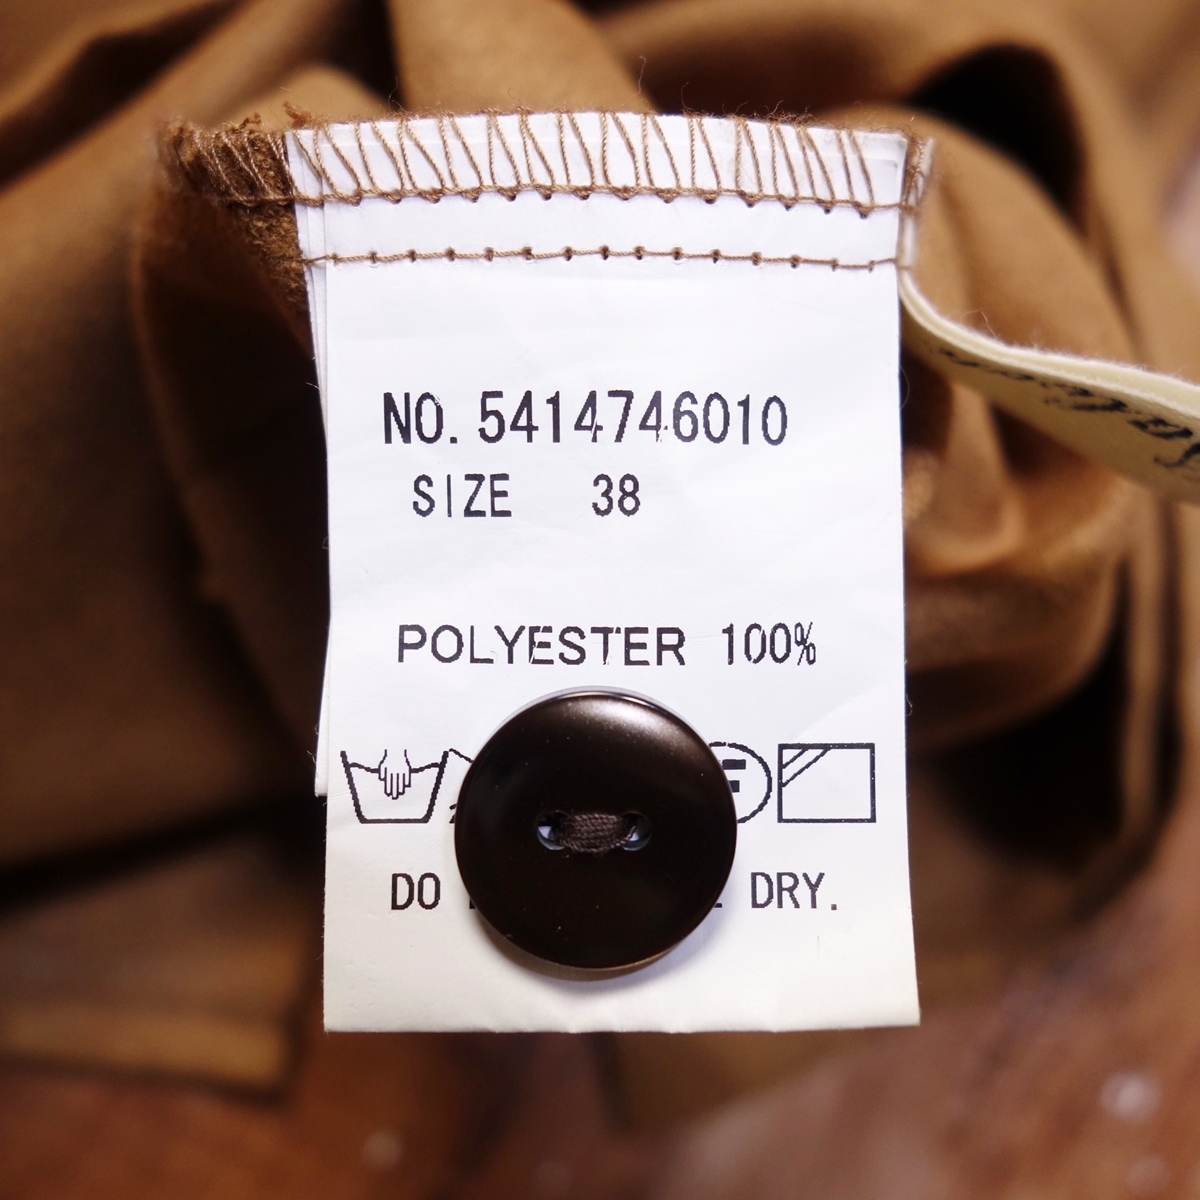 NO. 5414746010
SIZE 38
POLYESTER 100%
F
DO DRY.